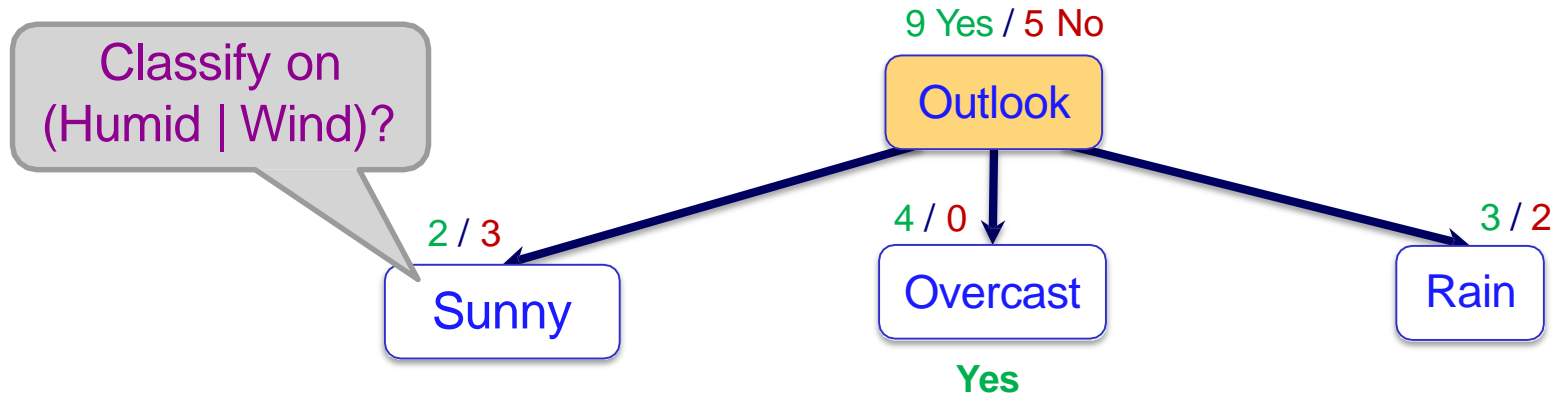 9 Yes / 5 No
Classify on
(Humid | Wind)?
Outlook
2 / 3
4 / 0
3 / 2
Sunny
Overcast
Rain
Yes